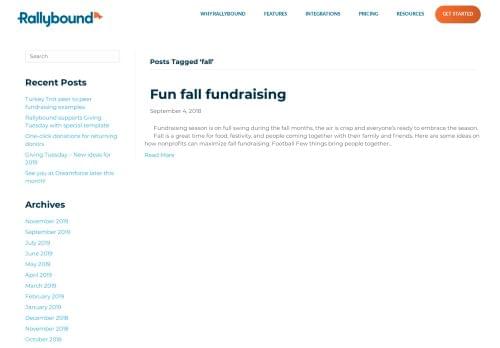 Rallybound
WHY RALLYBOUND
FEATURES
INTEGRATIONS
PRICING
RESOURCES
GET STARTED
Search
Recent Posts
Turkey Trot peer to peer
fundraising examples
Rallybound supports Giving
Tuesday with special template
One-click donations for returning
donors
Giving Tuesday – New ideas for
2019
See you at Dreamforce later this
month!
Archives
November 2019
September 2019
July 2019
June 2019
May 2019
April 2019
March 2019
February 2019
January 2019
December 2018
November 2018
October 2018
Posts Tagged 'fall'
Fun fall fundraising
September 4, 2018
Fundraising season is on full swing during the fall months, the air is crisp and everyone's ready to embrace the season.
Fall is a great time for food, festivity, and people coming together with their family and friends. Here are some ideas on
how nonprofits can maximize fall fundraising. Football Few things bring people together...
Read More